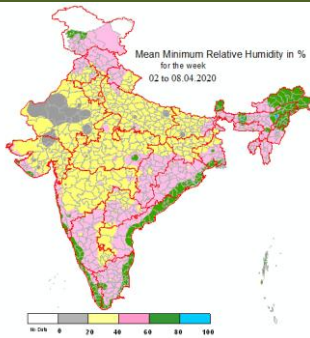 Mean Minimum Relative Humidity in %
for the week
02 to 08.04.2020
No Data 0 20 40 60 80 100